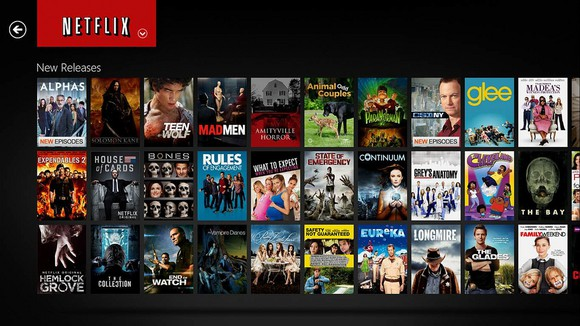 NETFLIX
New Releases
ALPHAS
NEW EPISODES
SOLOMON KANE
TEEN
WOLF
MADMEN
AMITYVILLE
HORROR
Animal Odd
Couples
PARANORMAN
CSI: NY
NEW EPISODES
glee
MADEA'S
EXPENDABLES 2
HOUSE
of CARDS
NETFLIX
BONES
RULES
OF ENGAGEMENT
WHAT TO EXPECT
STATE OF
EMERGENCY
CONTINUUM
GREY'S ANATOMY
THE BAY
NETFLIX ORIGINAL
HEMLOCK
GROVE
THE
COLLECTION
END
WATCH
Vampire Diaries
SAFETY
NOT GUARANTEED
EUREKA
LONGMIRE
THE
GLADES
FAMILY WEEKEND